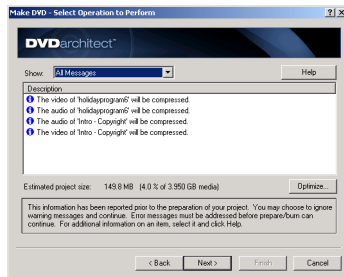 Make DVD - Select Operation to Perform
DVDarchitect™
Show: All Messages
Help
Description
The video of 'holidayprogram6' will be compressed.
The audio of 'holidayprogram6' will be compressed.
The audio of 'Intro - Copyright' will be compressed.
The video of 'Intro - Copyright' will be compressed.
Estimated project size: 149.8 MB (4.0 % of 3.950 GB media)
Optimize...
This information has been reported prior to the preparation of your project. You may choose to ignore
warning messages and continue. Error messages must be addressed before prepare/burn can
continue. For additional information on an item, select it and click Help.
< Back Next > Finish Cancel